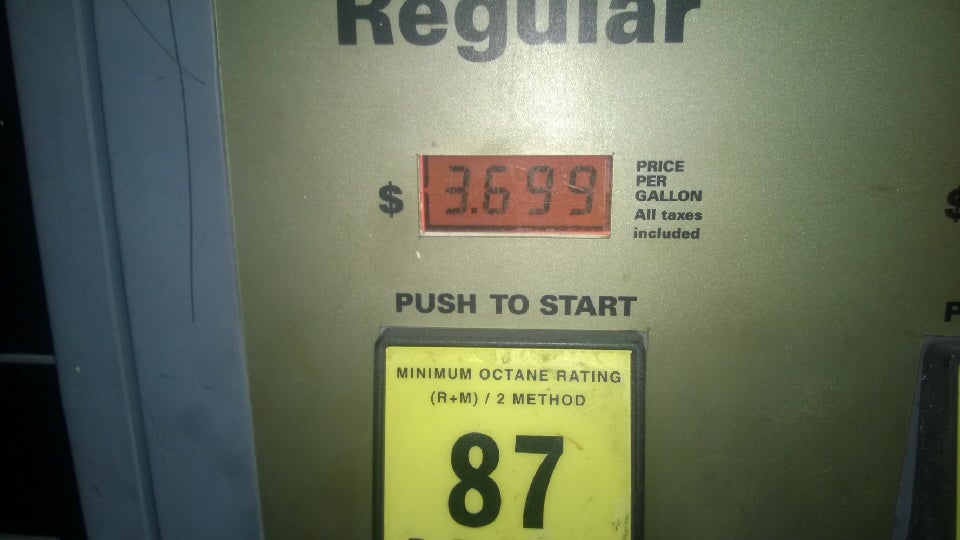 Regular
$ 3.699
PRICE
PER
GALLON
All taxes
included
$
PUSH TO START
P
MINIMUM OCTANE RATING
(R+M) / 2 METHOD
87